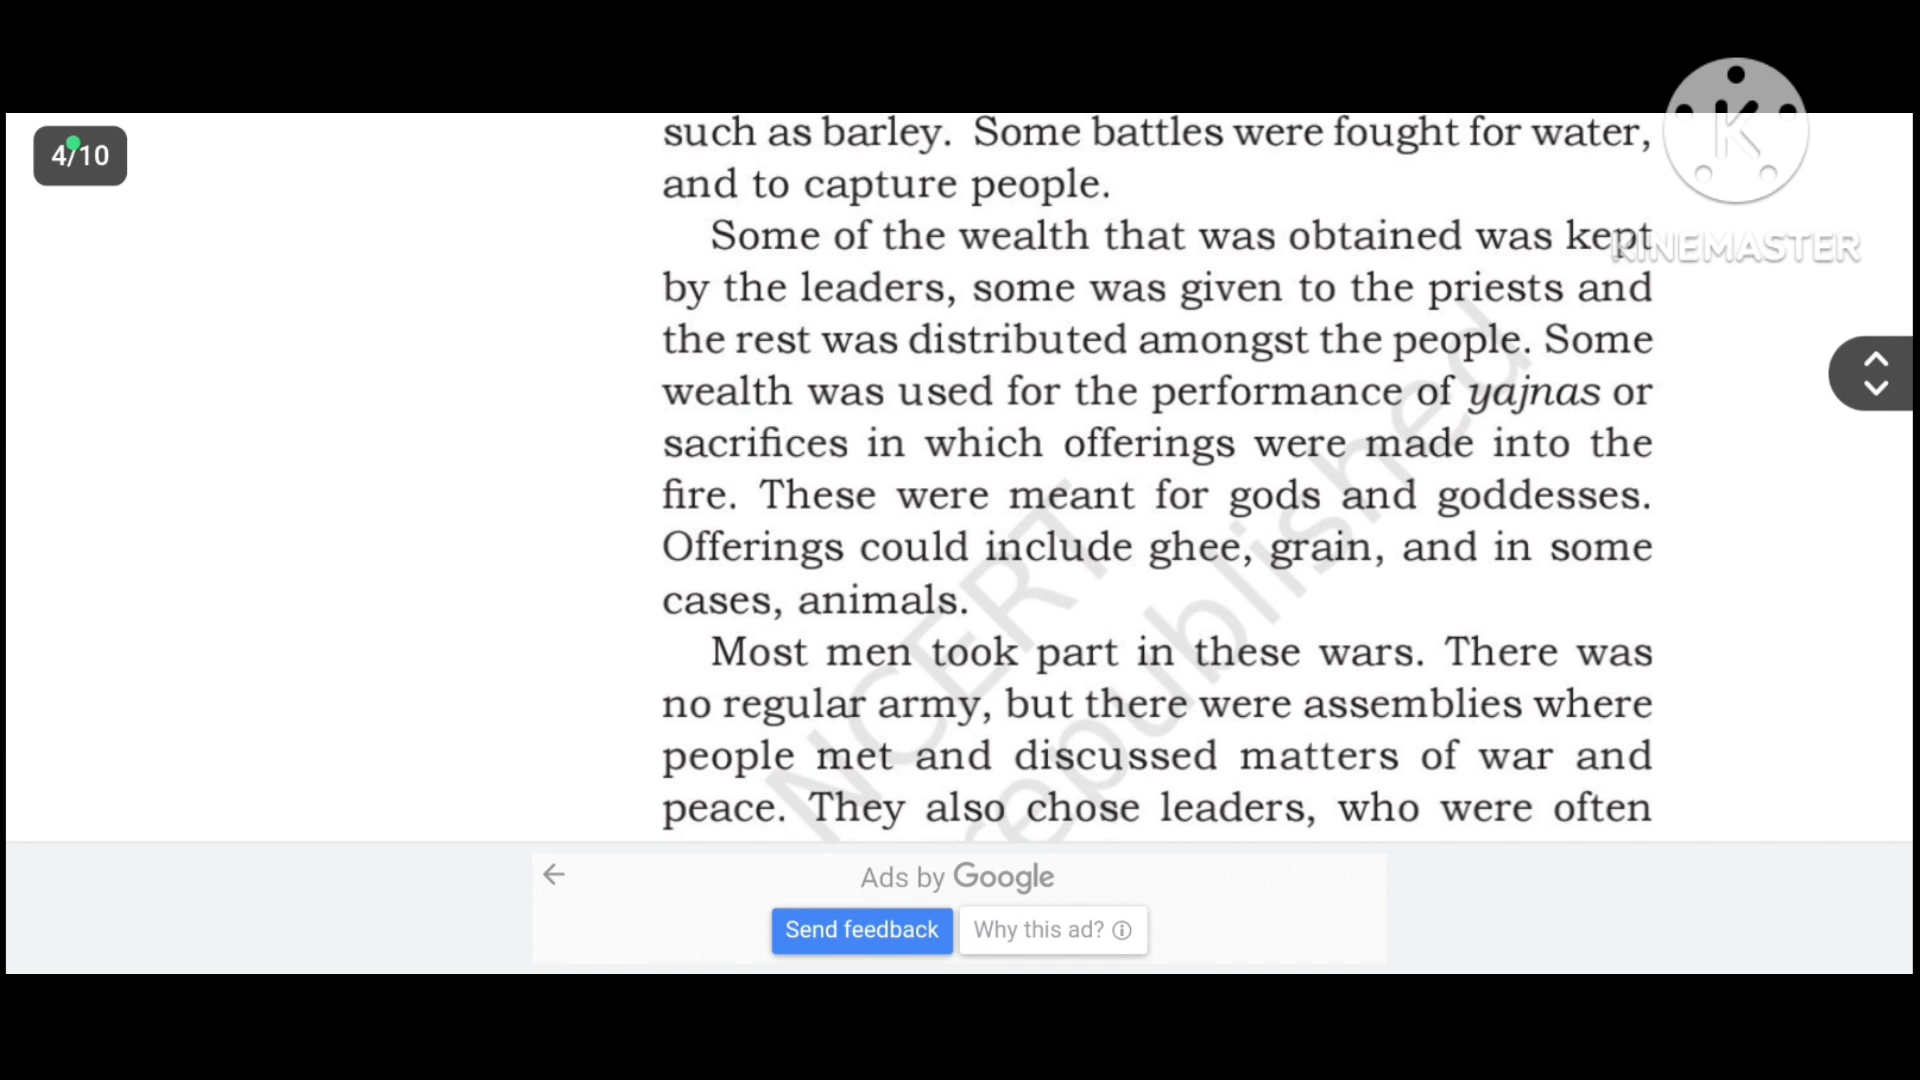 4/10
K
KINEMASTER
such as barley. Some battles were fought for water,
and to capture people.
Some of the wealth that was obtained was kept
by the leaders, some was given to the priests and
the rest was distributed amongst the people. Some
wealth was used for the performance of yajnas or
sacrifices in which offerings were made into the
fire. These were meant for gods and goddesses.
Offerings could include ghee, grain, and in some
cases, animals.
Most men took part in these wars. There was
no regular army, but there were assemblies where
people met and discussed matters of war and
peace. They also chose leaders, who were often
NCERT
republished
Ads by Google
Send feedback
Why this ad?